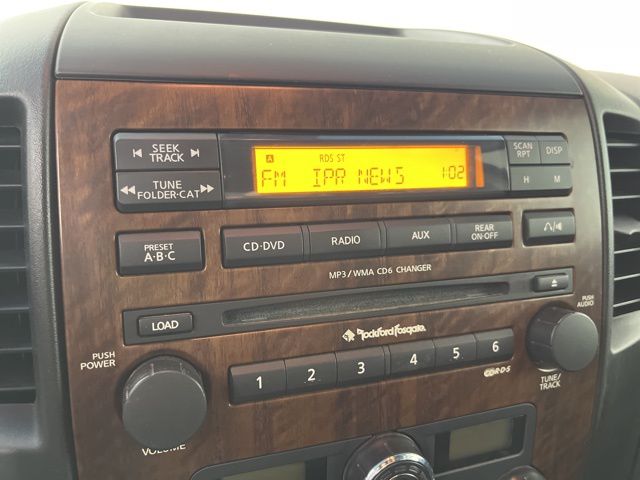 SEEK
TRACK
TUNE
FOLDER·CAT
A
RDS ST
FM IPR NEWS 1:02
SCAN
RPT
DISP
H
M
PRESET
A·B·C
CD·DVD
RADIO
AUX
REAR
ON·OFF
MP3/WMA CD6 CHANGER
LOAD
PUSH
AUDIO
Rockford Fosgate
PUSH
POWER
1
2
3
4
5
6
R·D·S
TUNE/
TRACK
VOLUME